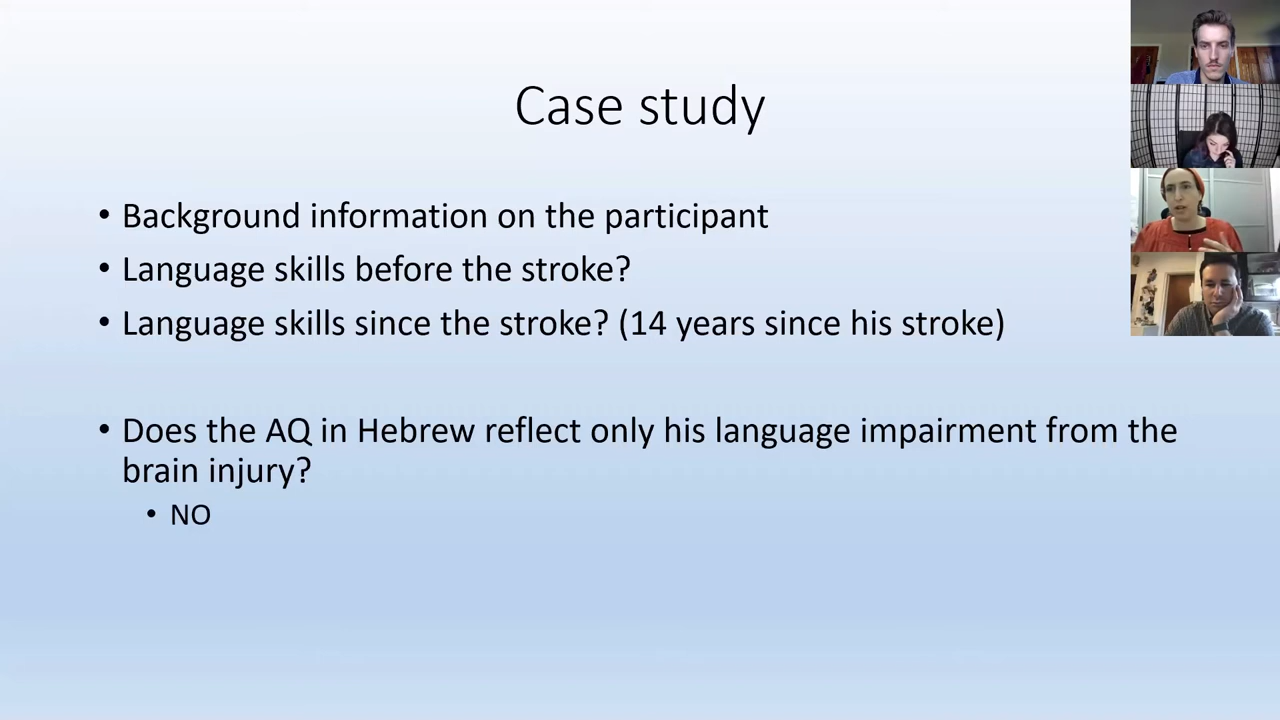 Case study
• Background information on the participant
• Language skills before the stroke?
• Language skills since the stroke? (14 years since his stroke)
• Does the AQ in Hebrew reflect only his language impairment from the
brain injury?
• NO